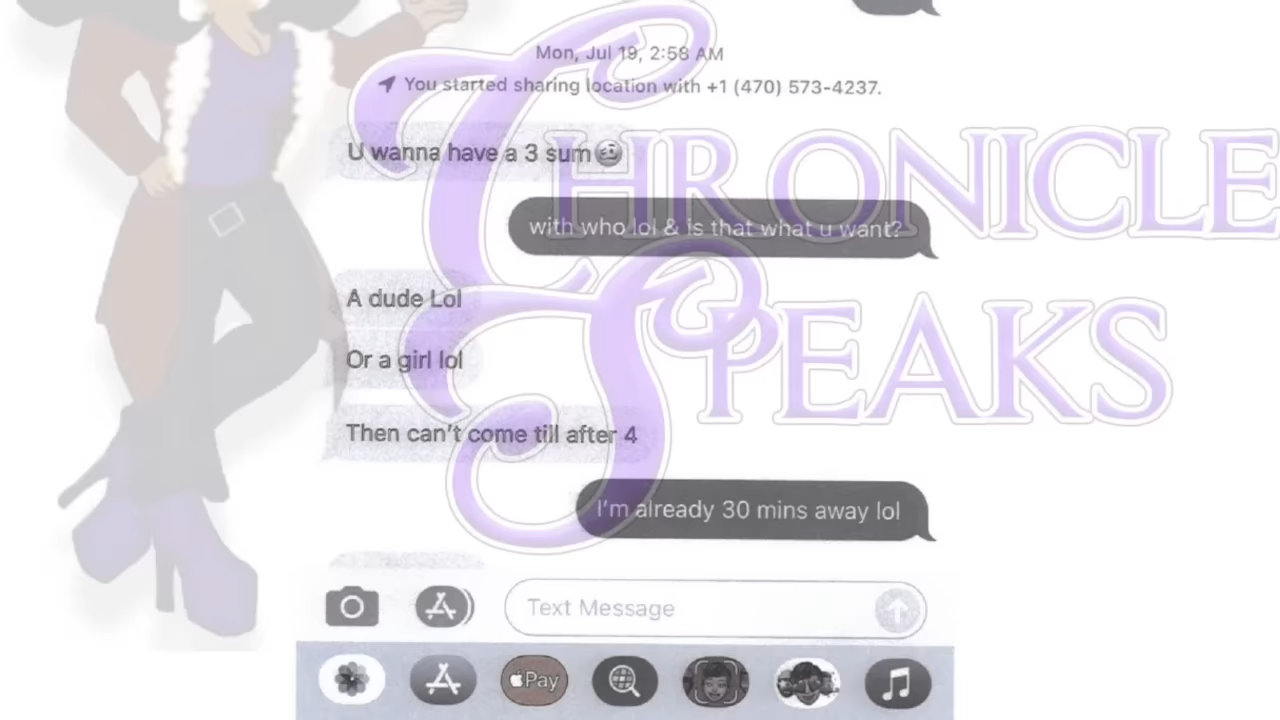 Mon, Jul 19, 2:58 AM
You started sharing location with +1 (470) 573-4237.
U wanna have a 3 sum🥴
with who lol & is that what u want?
A dude Lol
Or a girl lol
Then can't come till after 4
I'm already 30 mins away lol
Text Message
Pay
CHRONICLE
SPEAKS